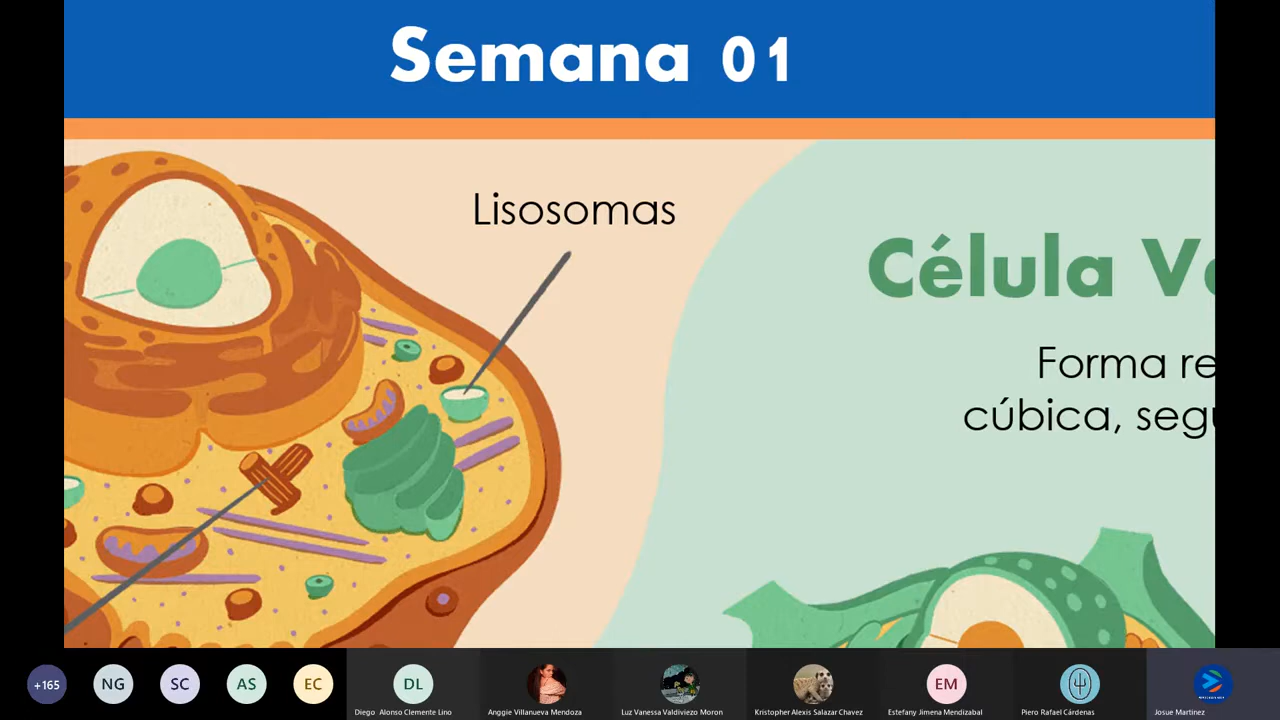 Semana 01
Lisosomas
Célula Ve
Forma re
cúbica, segu
+165
NG
SC
AS
EC
DL
EM
Diego Alonso Clemente Lino
Anggie Villanueva Mendoza
Luz Vanessa Valdiviezo Moron
Kristopher Alexis Salazar Chavez
Estefany Jimena Mendizabal
Piero Rafael Cárdenas
Josue Martinez